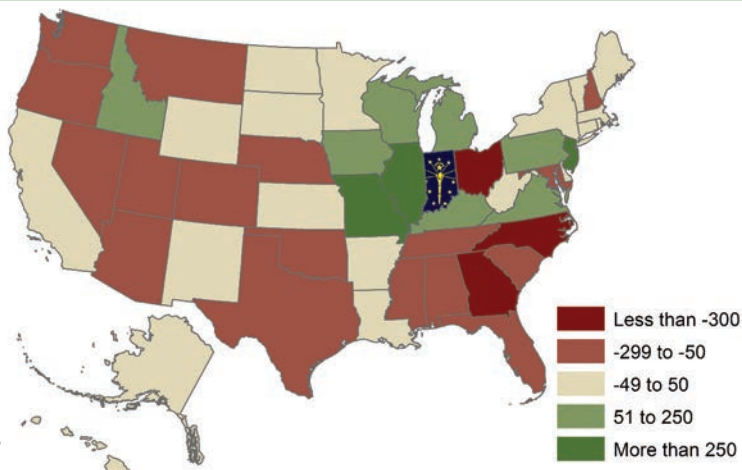 Less than -300
-299 to -50
-49 to 50
51 to 250
More than 250